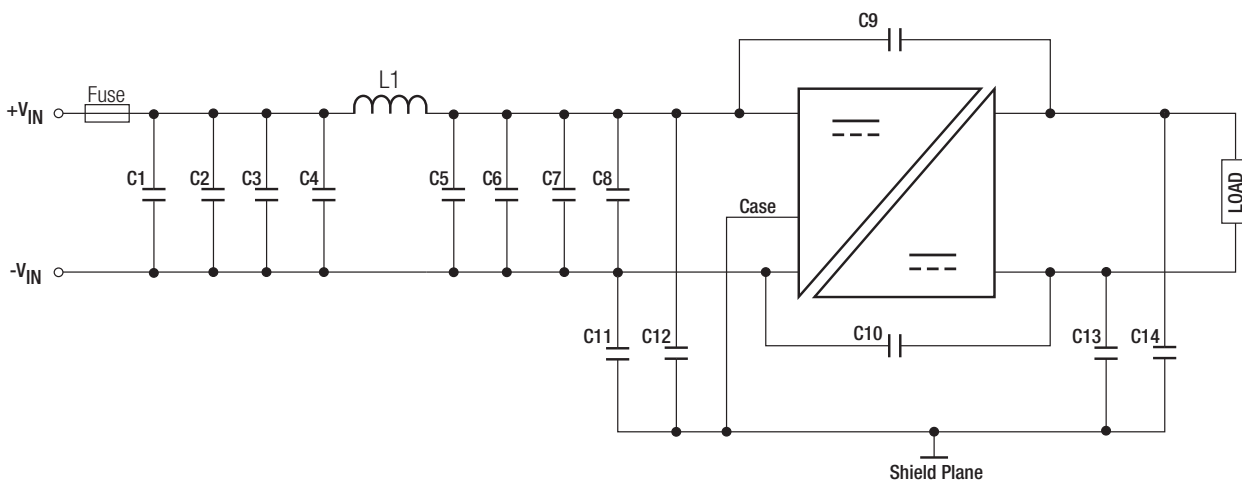 C9
L1
Fuse
+VIN
C1
C2
C3
C4
C5
C6
C7
C8
Case
LOAD
-VIN
C11
C12
C10
C13
C14
Shield Plane